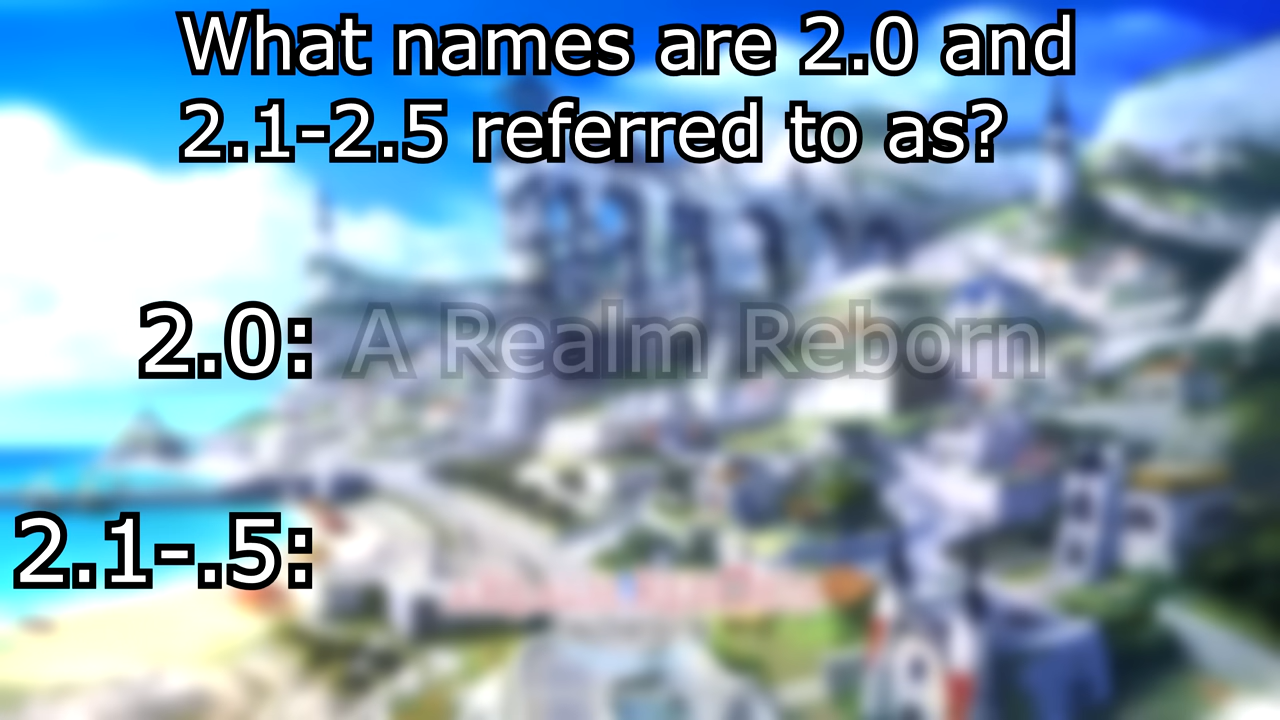 What names are 2.0 and
2.1-2.5 referred to as?
2.0: A Realm Reborn
2.1-.5: